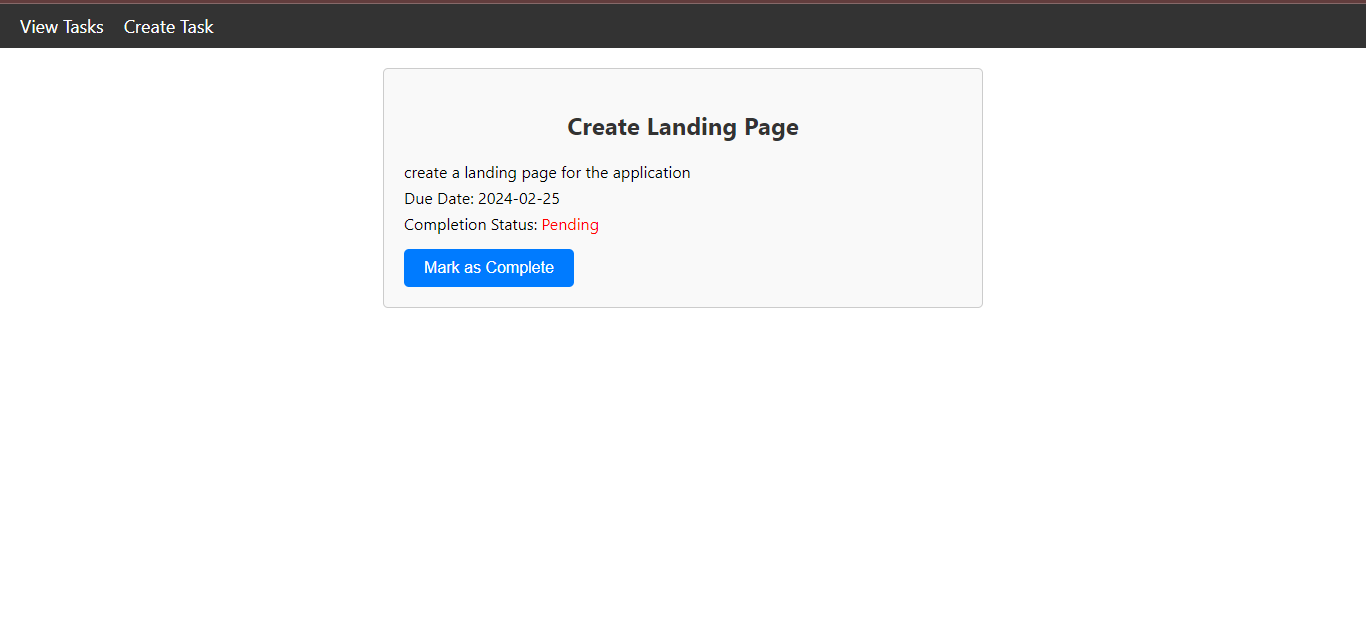 View Tasks Create Task
Create Landing Page
create a landing page for the application
Due Date: 2024-02-25
Completion Status: Pending
Mark as Complete